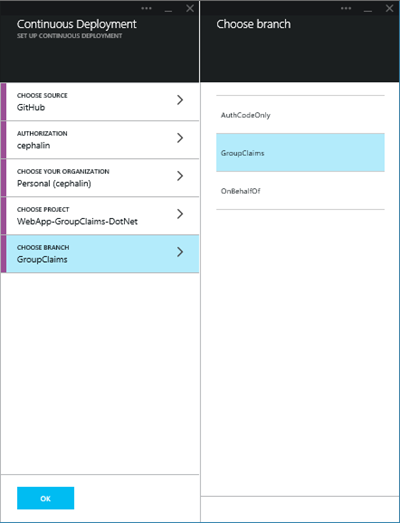 Continuous Deployment
SET UP CONTINUOUS DEPLOYMENT
CHOOSE SOURCE
GitHub
AUTHORIZATION
cephalin
CHOOSE YOUR ORGANIZATION
Personal (cephalin)
CHOOSE PROJECT
WebApp-GroupClaims-DotNet
CHOOSE BRANCH
GroupClaims
OK
Choose branch
AuthCodeOnly
GroupClaims
OnBehalfOf